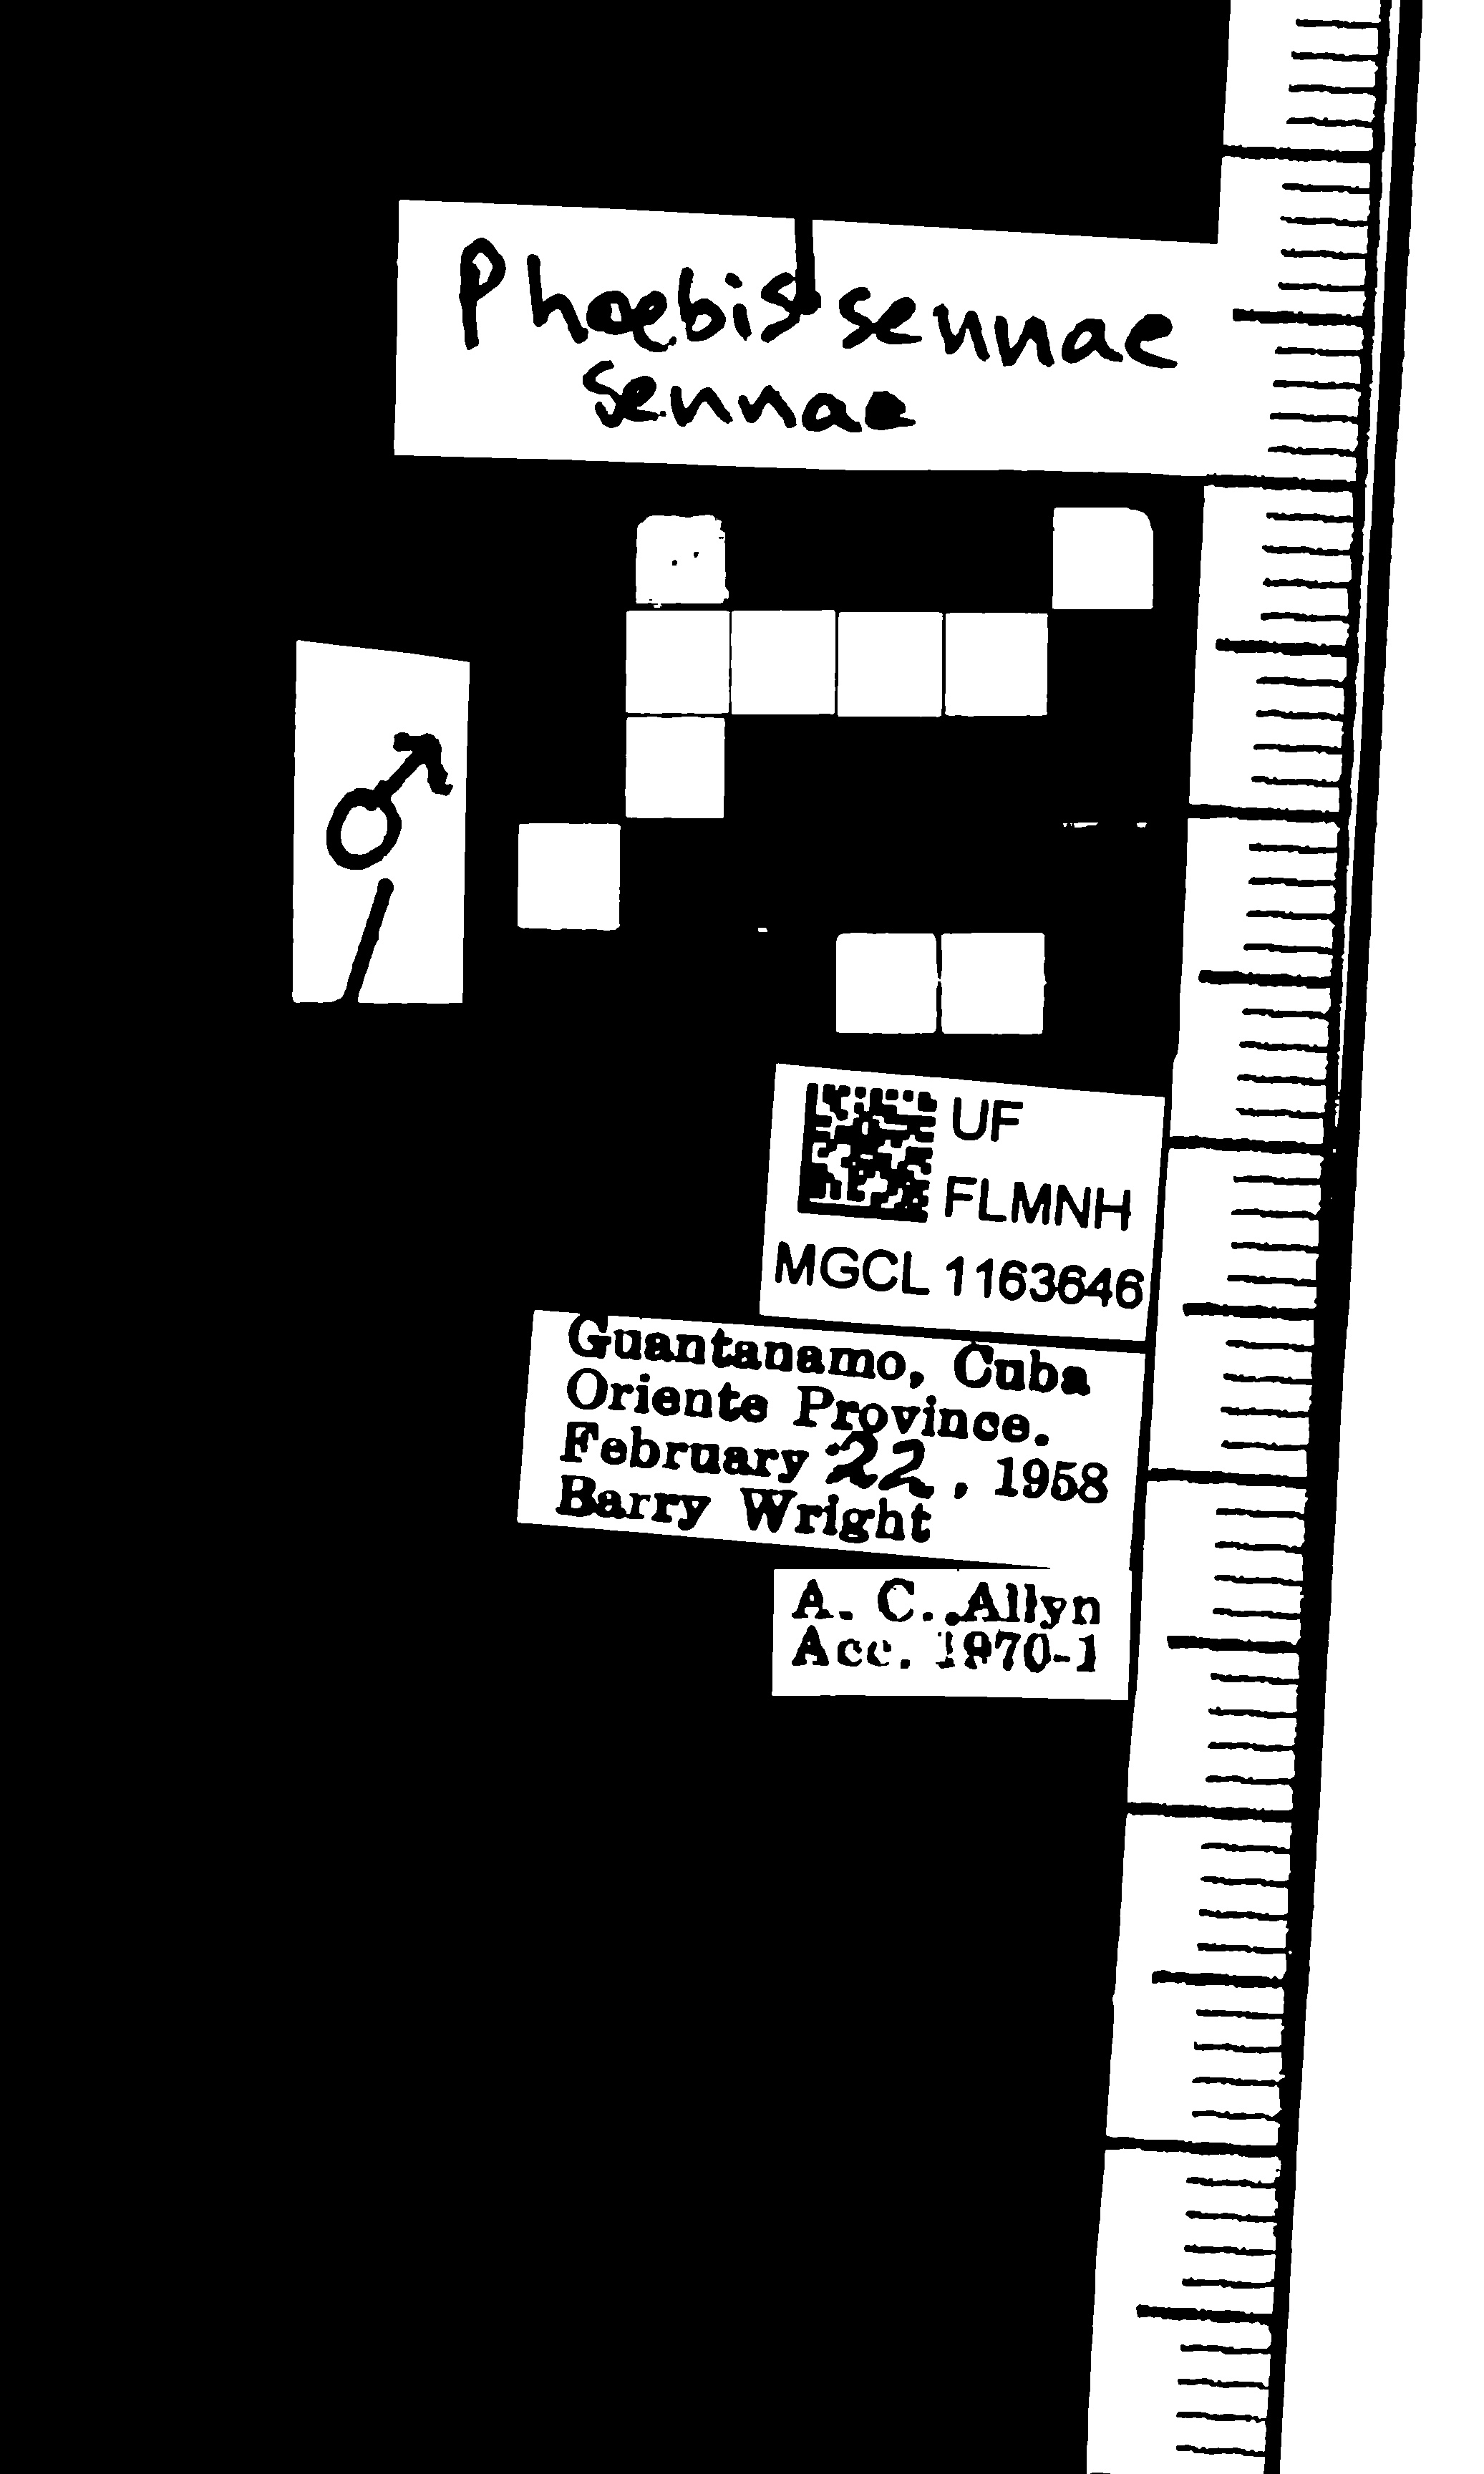 Phoebis sennae
sennae
♂
UF
FLMNH
MGCL 1163646
Guantanamo, Cuba
Oriente Province.
February 22, 1958
Barry Wright
A. C. Allyn
Acc. 1970-1